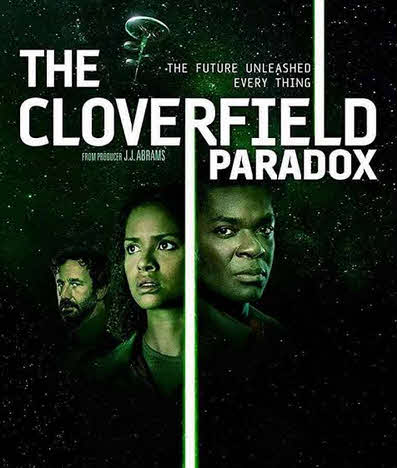 THE
THE FUTURE UNLEASHED
EVERY THING
CLOVERFIELD
FROM PRODUCER J.J. ABRAMS
PARADOX